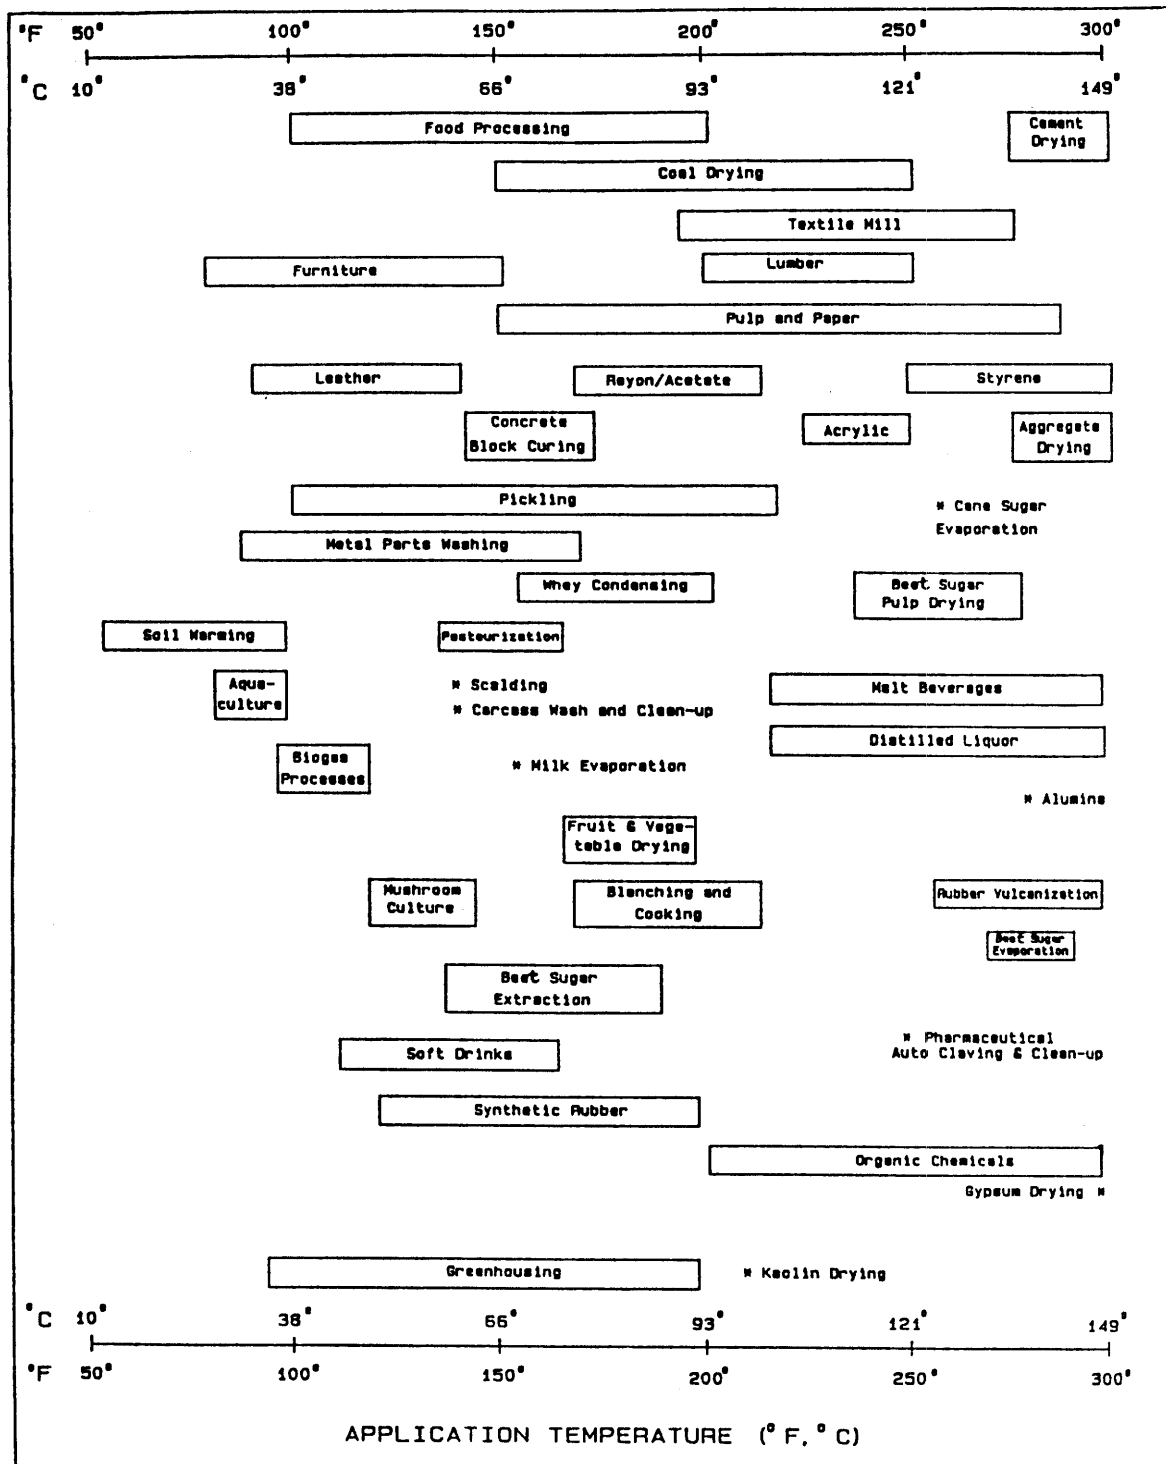 °F 50° 100° 150° 200° 250° 300°
°C 10° 38° 66° 93° 121° 149°
Food Processing
Cement
Drying
Coal Drying
Textile Mill
Furniture
Lumber
Pulp and Paper
Leather
Rayon/Acetate
Styrene
Concrete
Block Curing
Acrylic
Aggregate
Drying
Pickling
* Cane Sugar
Evaporation
Metal Parts Washing
Whey Condensing
Beet Sugar
Pulp Drying
Soil Warming
Pasteurization
Aqua-
culture
* Scalding
* Carcass Wash and Clean-up
Malt Beverages
Distilled Liquor
Biogas
Processes
* Milk Evaporation
* Alumina
Fruit & Vege-
table Drying
Mushroom
Culture
Blanching and
Cooking
Rubber Vulcanization
Beet Sugar
Evaporation
Beet Sugar
Extraction
* Pharmaceutical
Auto Claving & Clean-up
Soft Drinks
Synthetic Rubber
Organic Chemicals
Gypsum Drying *
Greenhousing
* Kaolin Drying
°C 10° 38° 66° 93° 121° 149°
°F 50° 100° 150° 200° 250° 300°
APPLICATION TEMPERATURE (°F,°C)